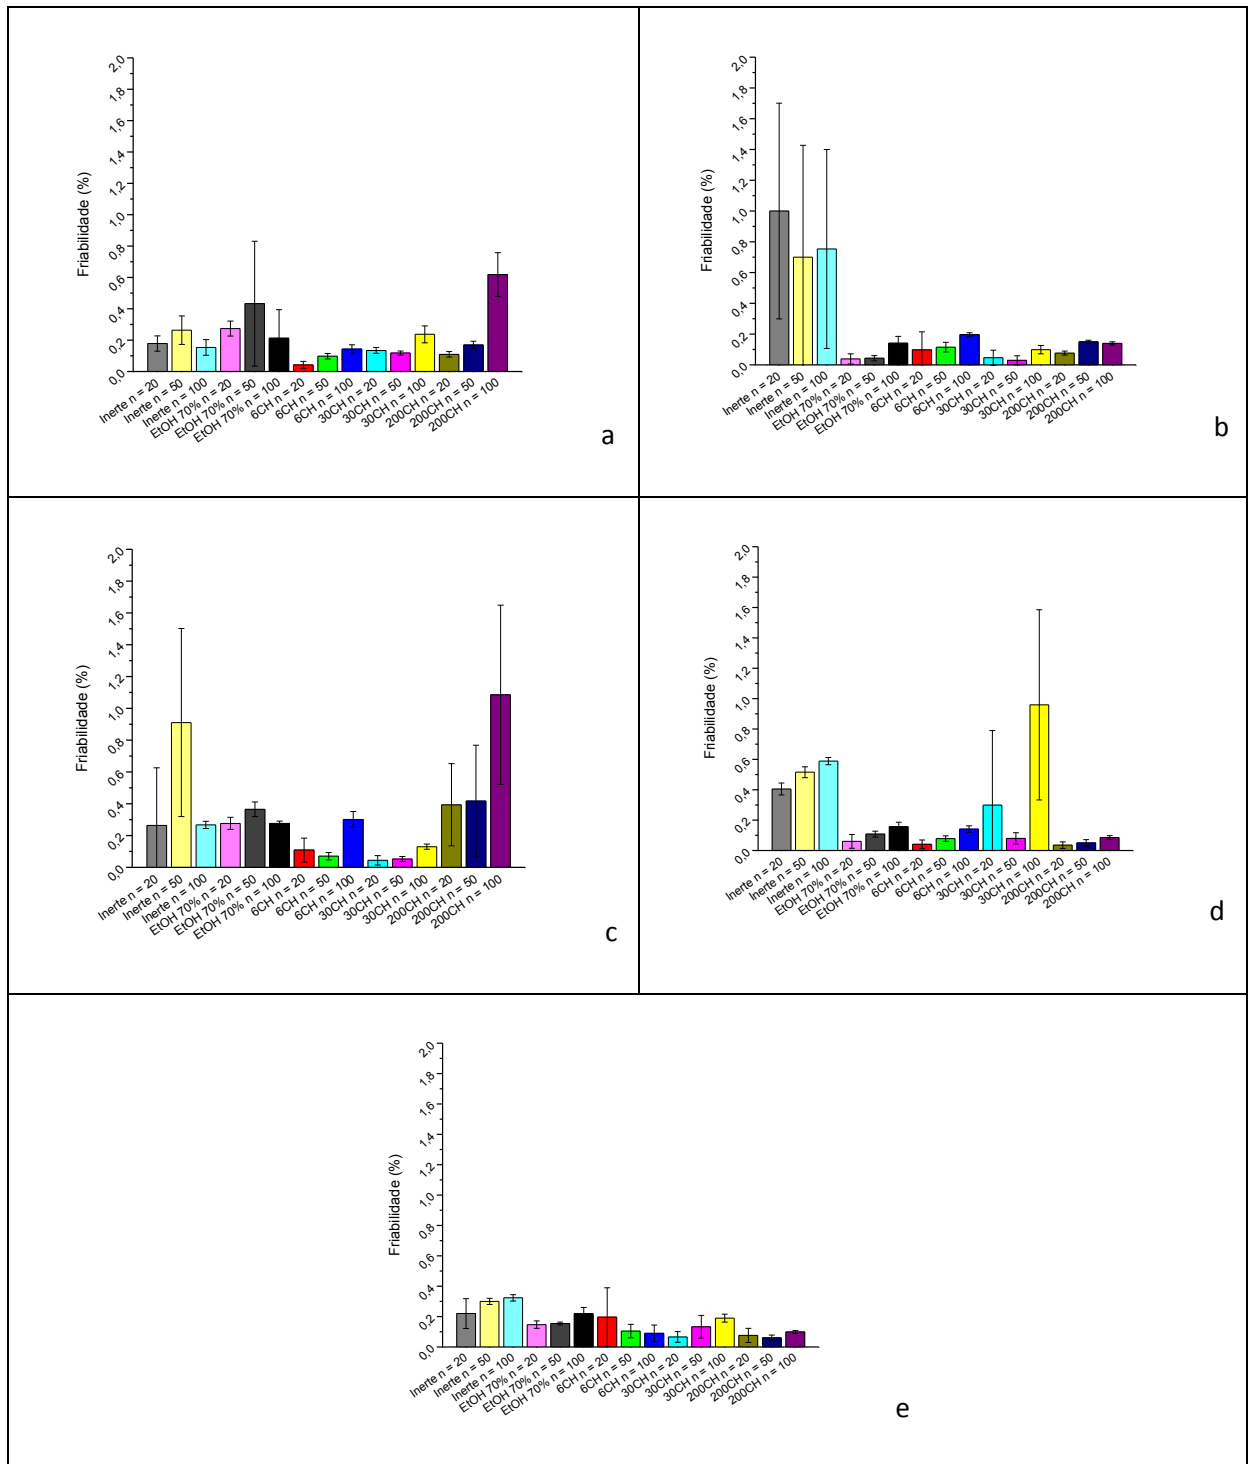 2,0
1,8
1,6
1,4
1,2
1,0
0,8
0,6
0,4
0,2
0,0
Friabilidade (%)
Inerte n = 20
Inerte n = 50
Inerte n = 100
EtOH 70% n = 20
EtOH 70% n = 50
EtOH 70% n = 100
6CH n = 20
6CH n = 50
6CH n = 100
30CH n = 20
30CH n = 50
30CH n = 100
200CH n = 20
200CH n = 50
200CH n = 100
a
2,0
1,8
1,6
1,4
1,2
1,0
0,8
0,6
0,4
0,2
0,0
Friabilidade (%)
Inerte n = 20
Inerte n = 50
Inerte n = 100
EtOH 70% n = 20
EtOH 70% n = 50
EtOH 70% n = 100
6CH n = 20
6CH n = 50
6CH n = 100
30CH n = 20
30CH n = 50
30CH n = 100
200CH n = 20
200CH n = 50
200CH n = 100
b
2,0
1,8
1,6
1,4
1,2
1,0
0,8
0,6
0,4
0,2
0,0
Friabilidade (%)
Inerte n = 20
Inerte n = 50
Inerte n = 100
EtOH 70% n = 20
EtOH 70% n = 50
EtOH 70% n = 100
6CH n = 20
6CH n = 50
6CH n = 100
30CH n = 20
30CH n = 50
30CH n = 100
200CH n = 20
200CH n = 50
200CH n = 100
c
2,0
1,8
1,6
1,4
1,2
1,0
0,8
0,6
0,4
0,2
0,0
Friabilidade (%)
Inerte n = 20
Inerte n = 50
Inerte n = 100
EtOH 70% n = 20
EtOH 70% n = 50
EtOH 70% n = 100
6CH n = 20
6CH n = 50
6CH n = 100
30CH n = 20
30CH n = 50
30CH n = 100
200CH n = 20
200CH n = 50
200CH n = 100
d
2,0
1,8
1,6
1,4
1,2
1,0
0,8
0,6
0,4
0,2
0,0
Friabilidade (%)
Inerte n = 20
Inerte n = 50
Inerte n = 100
EtOH 70% n = 20
EtOH 70% n = 50
EtOH 70% n = 100
6CH n = 20
6CH n = 50
6CH n = 100
30CH n = 20
30CH n = 50
30CH n = 100
200CH n = 20
200CH n = 50
200CH n = 100
e